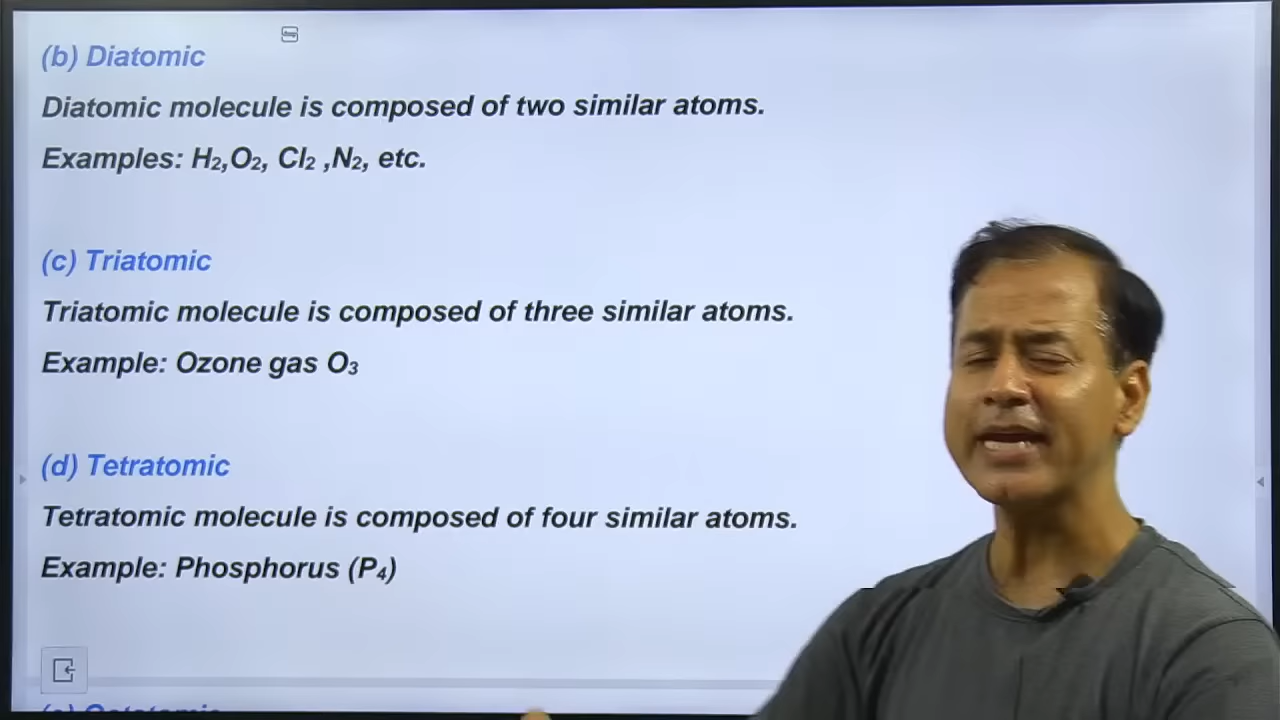 (b) Diatomic
Diatomic molecule is composed of two similar atoms.
Examples: H₂,O₂, Cl₂ ,N₂, etc.
(c) Triatomic
Triatomic molecule is composed of three similar atoms.
Example: Ozone gas O₃
(d) Tetratomic
Tetratomic molecule is composed of four similar atoms.
Example: Phosphorus (P₄)